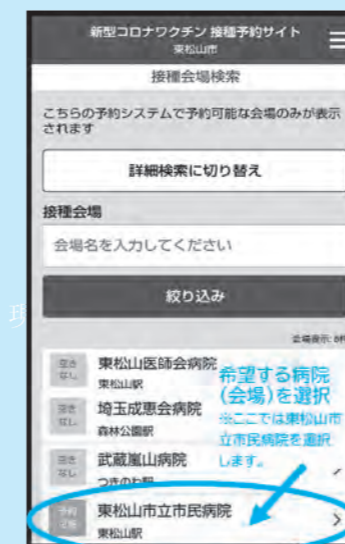 新型コロナワクチン 接種予約サイト
東松山市
接種会場検索
こちらの予約システムで予約可能な会場のみが表示
されます
詳細検索に切り替え
接種会場
会場名を入力してください
絞り込み
空き
なし
東松山医師会病院
東松山駅
希望する病院
(会場)を選択
※ここでは東松山市
立市民病院を選択
します。
空き
なし
埼玉成恵会病院
森林公園駅
空き
なし
武蔵嵐山病院
つきのわ駅
予約
可能
東松山市立市民病院
東松山駅